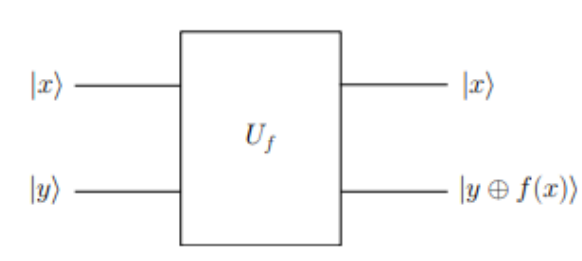 |x⟩ |x⟩
U_f
|y⟩ |y ⊕ f(x)⟩